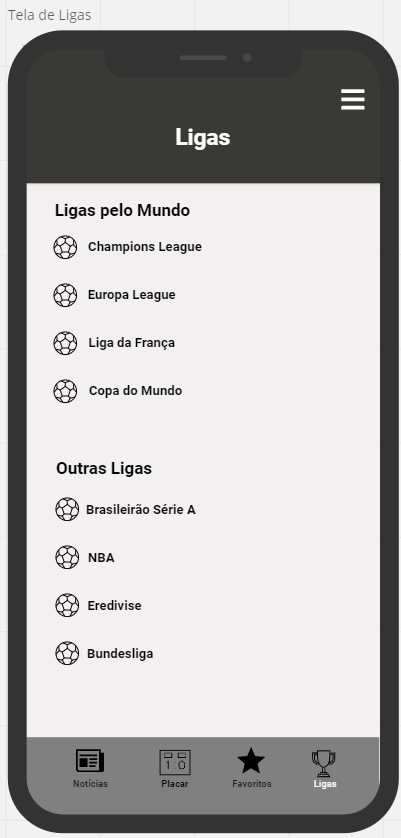 Tela de Ligas
Ligas
Ligas pelo Mundo
Champions League
Europa League
Liga da França
Copa do Mundo
Outras Ligas
Brasileirão Série A
NBA
Eredivise
Bundesliga
1:0
Notícias Placar Favoritos Ligas